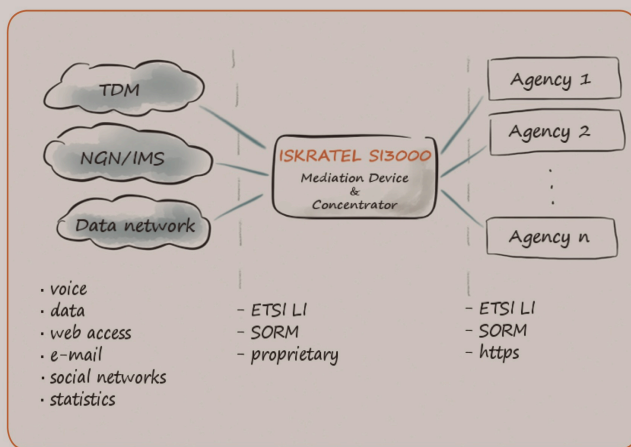 TDM
NGN/IMS
Data network
ISKRATEL SI3000
Mediation Device
&
Concentrator
Agency 1
Agency 2
Agency n
· voice
· data
· web access
· e-mail
· social networks
· statistics
- ETSI LI
- SORM
- proprietary
- ETSI LI
- SORM
- https